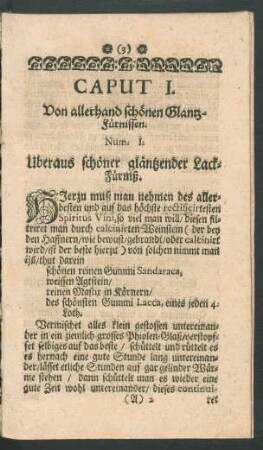 (3)
CAPUT I.
Von allerhand schönen Glantz-
Fürnissen.
Num. I.
Uberaus schöner gläntzender Lack-
Fürniß.
HIerzu muß man nehmen des aller-
besten und auf das höchste rectificirtesten
Spiritus Vini, so viel man will/ diesen fil-
triret man durch calcinirten Weinstein (der bey
den Haffnern/wie bewust/gebrandt/oder calcinirt
wird/ist der beste hierzu) von solchen nimmt man
iß/thut darein
schönen reinen Gummi Sandaraca,
weissen Agtstein/
reinen Mastix in Körnern/
des schönsten Gummi Lacca, eines jeden 4.
Loth.
Vermischet alles klein gestossen untereinan-
der in ein ziemlich grosses Phiolen-Glaß/verstopf-
fet selbiges auf das beste / schüttelt und rüttelt es
es hernach eine gute Stunde lang untereinan-
der/lässet etliche Stunden auf gar gelinder Wär-
me stehen / dann schüttelt man es wieder eine
gute Zeit wohl untereinander/ dieses continui-
(A) 2
ret